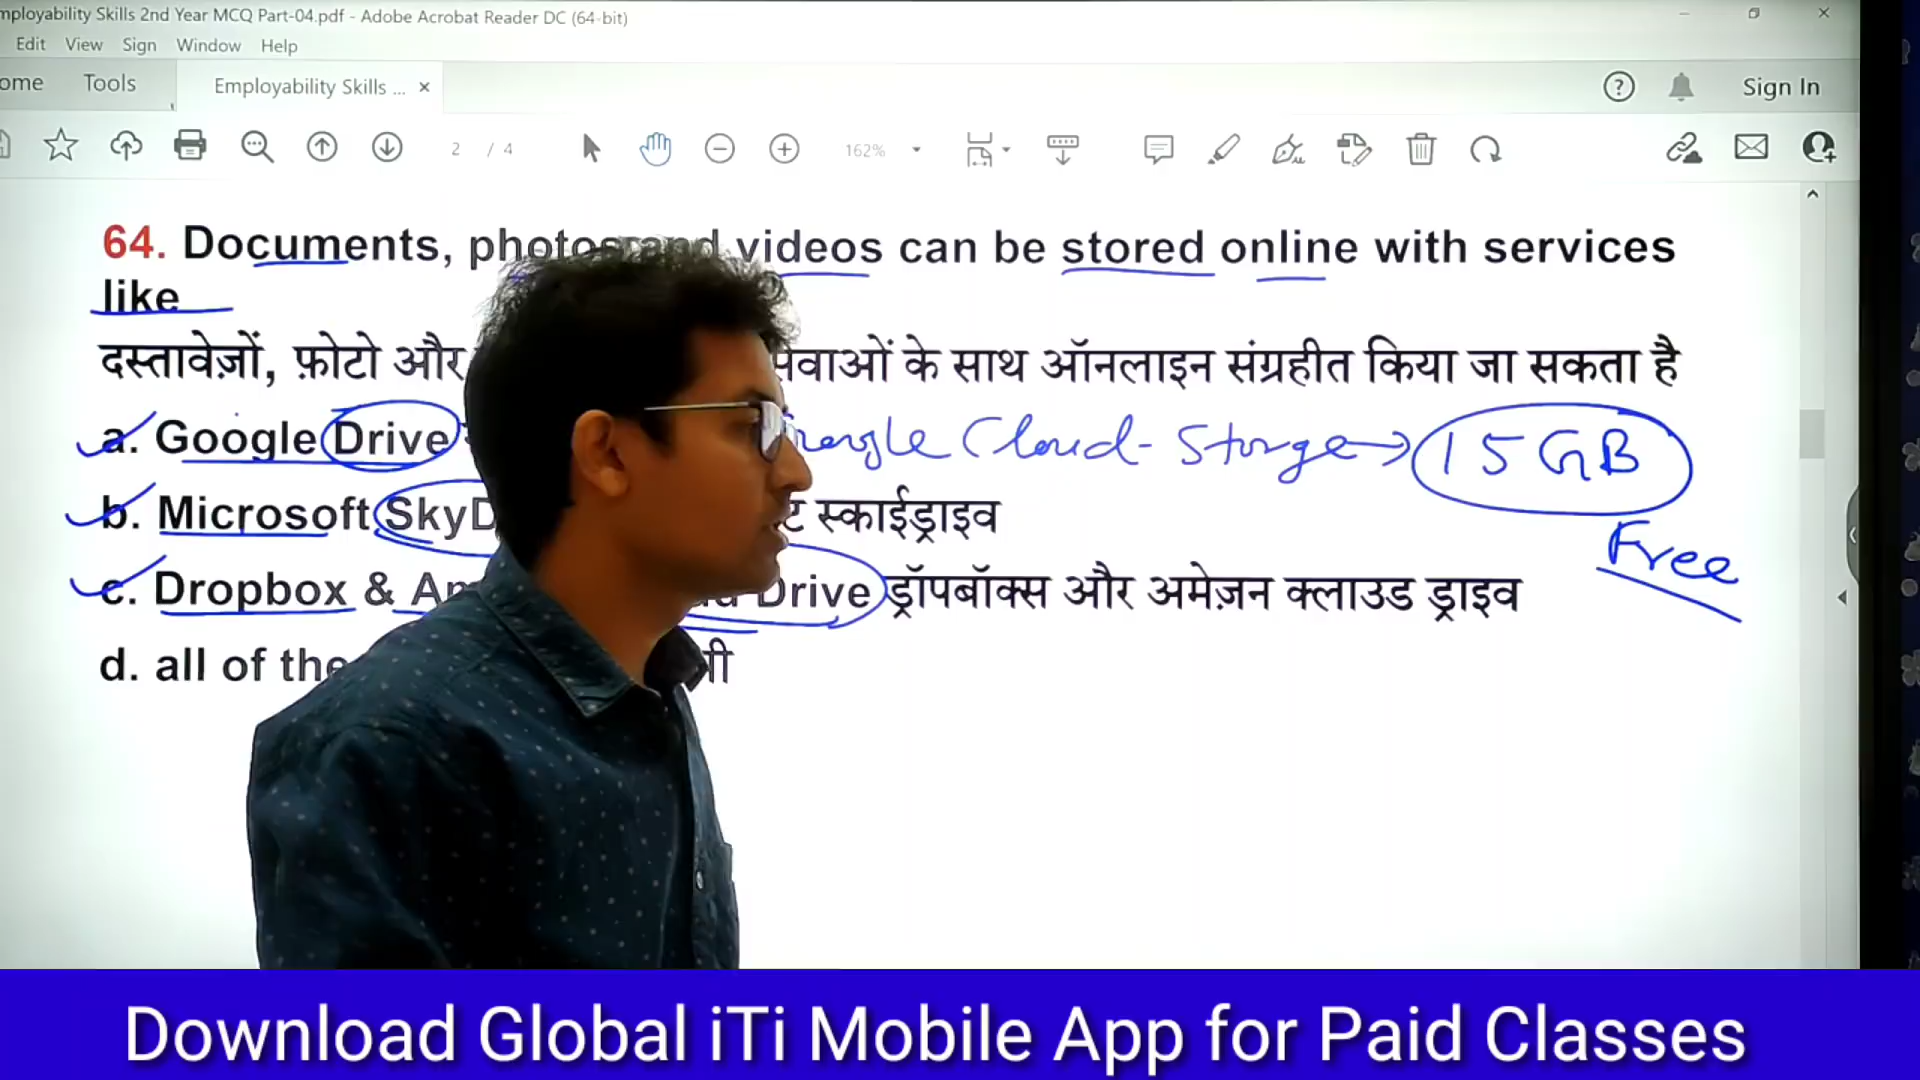 mployability Skills 2nd Year MCQ Part-04.pdf - Adobe Acrobat Reader DC (64-bit)
Edit View Sign Window Help
ome Tools Employability Skills ... × Sign In
2 / 4 162%
64. Documents, photos and videos can be stored online with services
like
दस्तावेज़ों, फ़ोटो और सेवाओं के साथ ऑनलाइन संग्रहीत किया जा सकता है
a. Google Drive Google Cloud-Storge → 15 GB
b. Microsoft SkyD स्काईड्राइव
Free
c. Dropbox & Drive ड्रॉपबॉक्स और अमेज़न क्लाउड ड्राइव
d. all of the
Download Global iTi Mobile App for Paid Classes